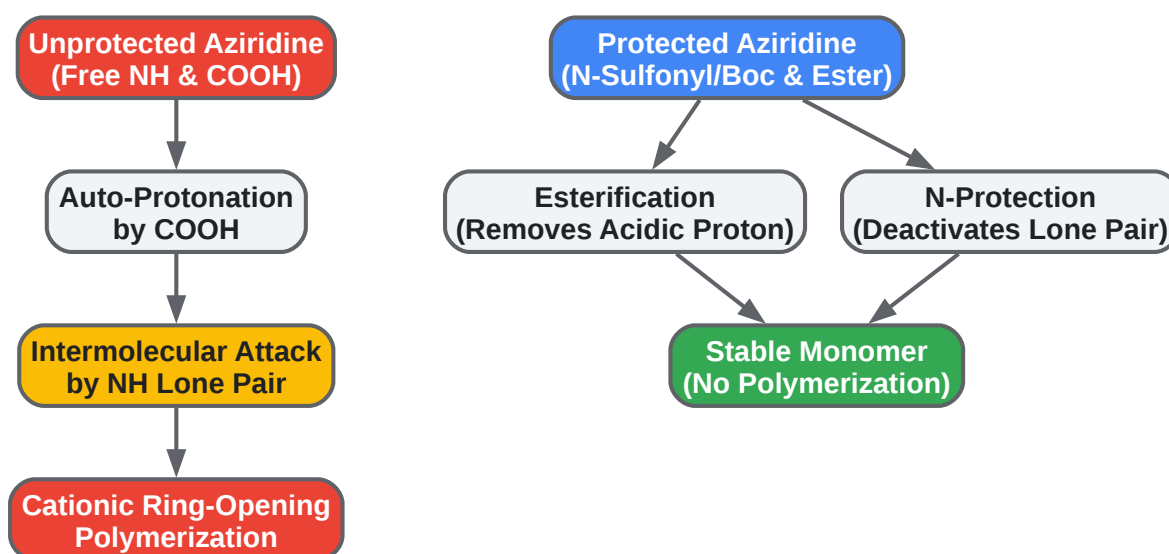 Unprotected Aziridine
(Free NH & COOH)
Protected Aziridine
(N-Sulfonyl/Boc & Ester)
Auto-Protonation
by COOH
Esterification
(Removes Acidic Proton)
N-Protection
(Deactivates Lone Pair)
Intermolecular Attack
by NH Lone Pair
Stable Monomer
(No Polymerization)
Cationic Ring-Opening
Polymerization